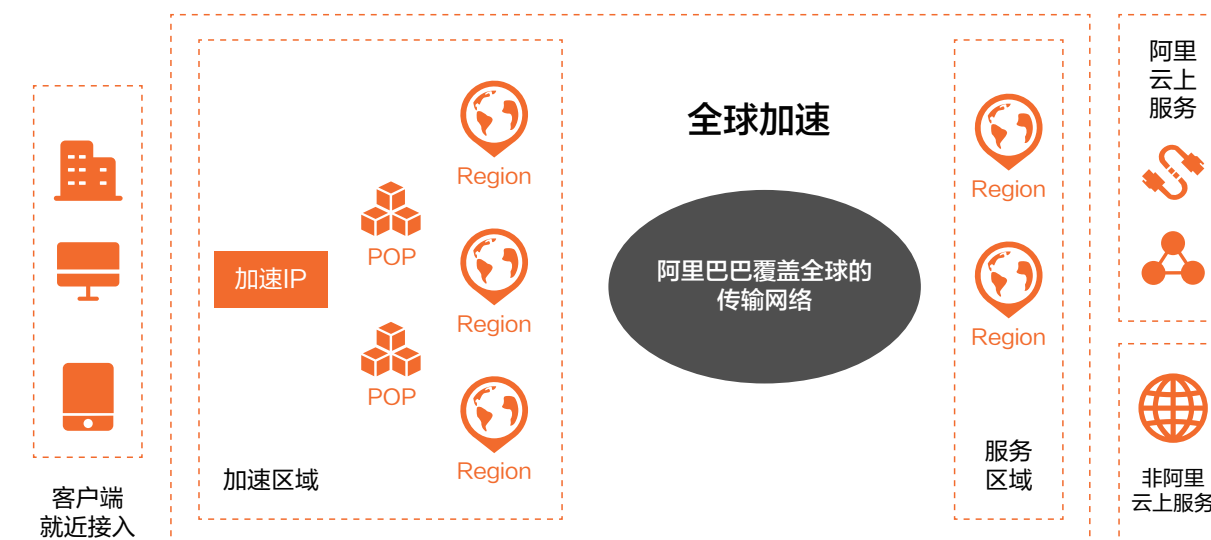 客户端
就近接入
加速IP
POP
POP
Region
Region
Region
加速区域
全球加速
阿里巴巴覆盖全球的
传输网络
Region
Region
服务
区域
阿里
云上
服务
非阿里
云上服务